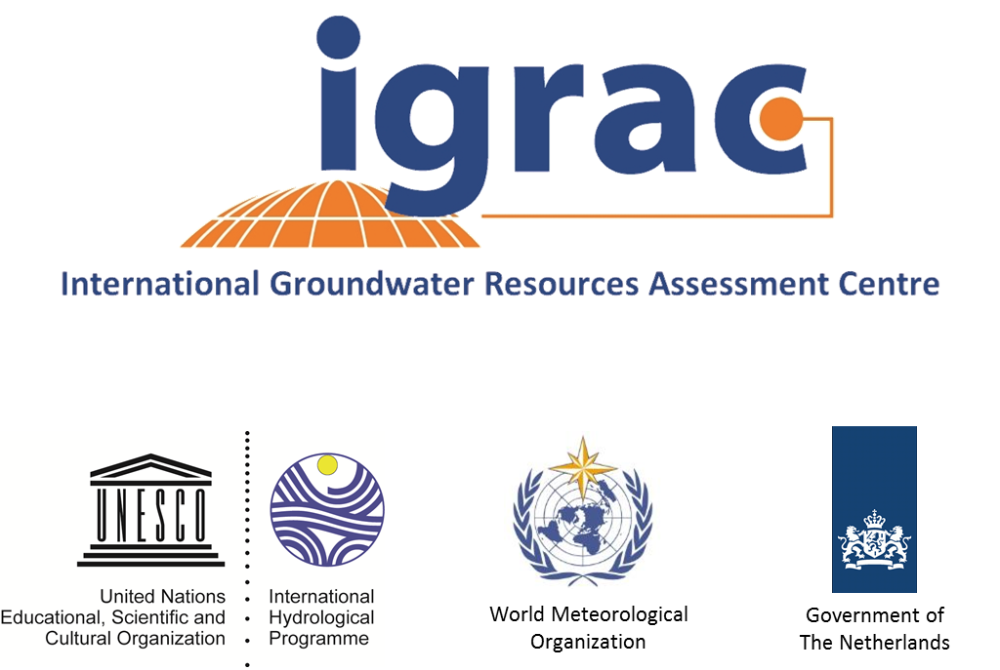 igrac
International Groundwater Resources Assessment Centre
UNESCO
United Nations
Educational, Scientific and
Cultural Organization
International
Hydrological
Programme
World Meteorological
Organization
Government of
The Netherlands